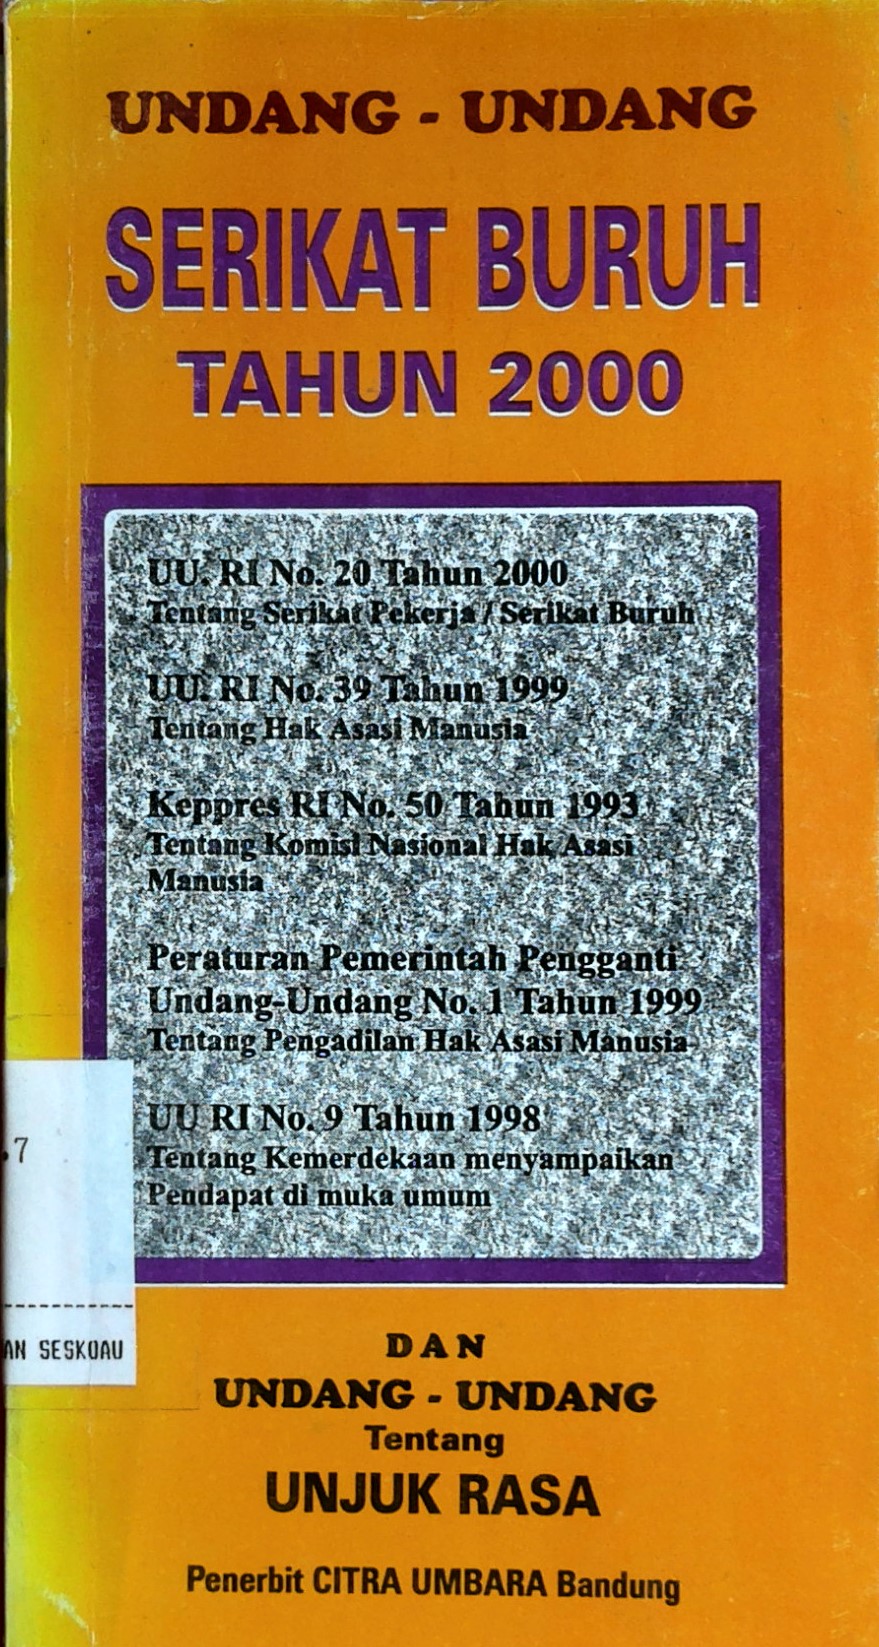 UNDANG - UNDANG
SERIKAT BURUH
TAHUN 2000
UU. RI No. 20 Tahun 2000
Tentang Serikat Pekerja / Serikat Buruh
UU. RI No. 39 Tahun 1999
Tentang Hak Asasi Manusia
Keppres RI No. 50 Tahun 1993
Tentang Komisi Nasional Hak Asasi
Manusia
Peraturan Pemerintah Pengganti
Undang-Undang No. 1 Tahun 1999
Tentang Pengadilan Hak Asasi Manusia
UU RI No. 9 Tahun 1998
Tentang Kemerdekaan menyampaikan
Pendapat di muka umum
.7
AN SESKOAU
DAN
UNDANG - UNDANG
Tentang
UNJUK RASA
Penerbit CITRA UMBARA Bandung